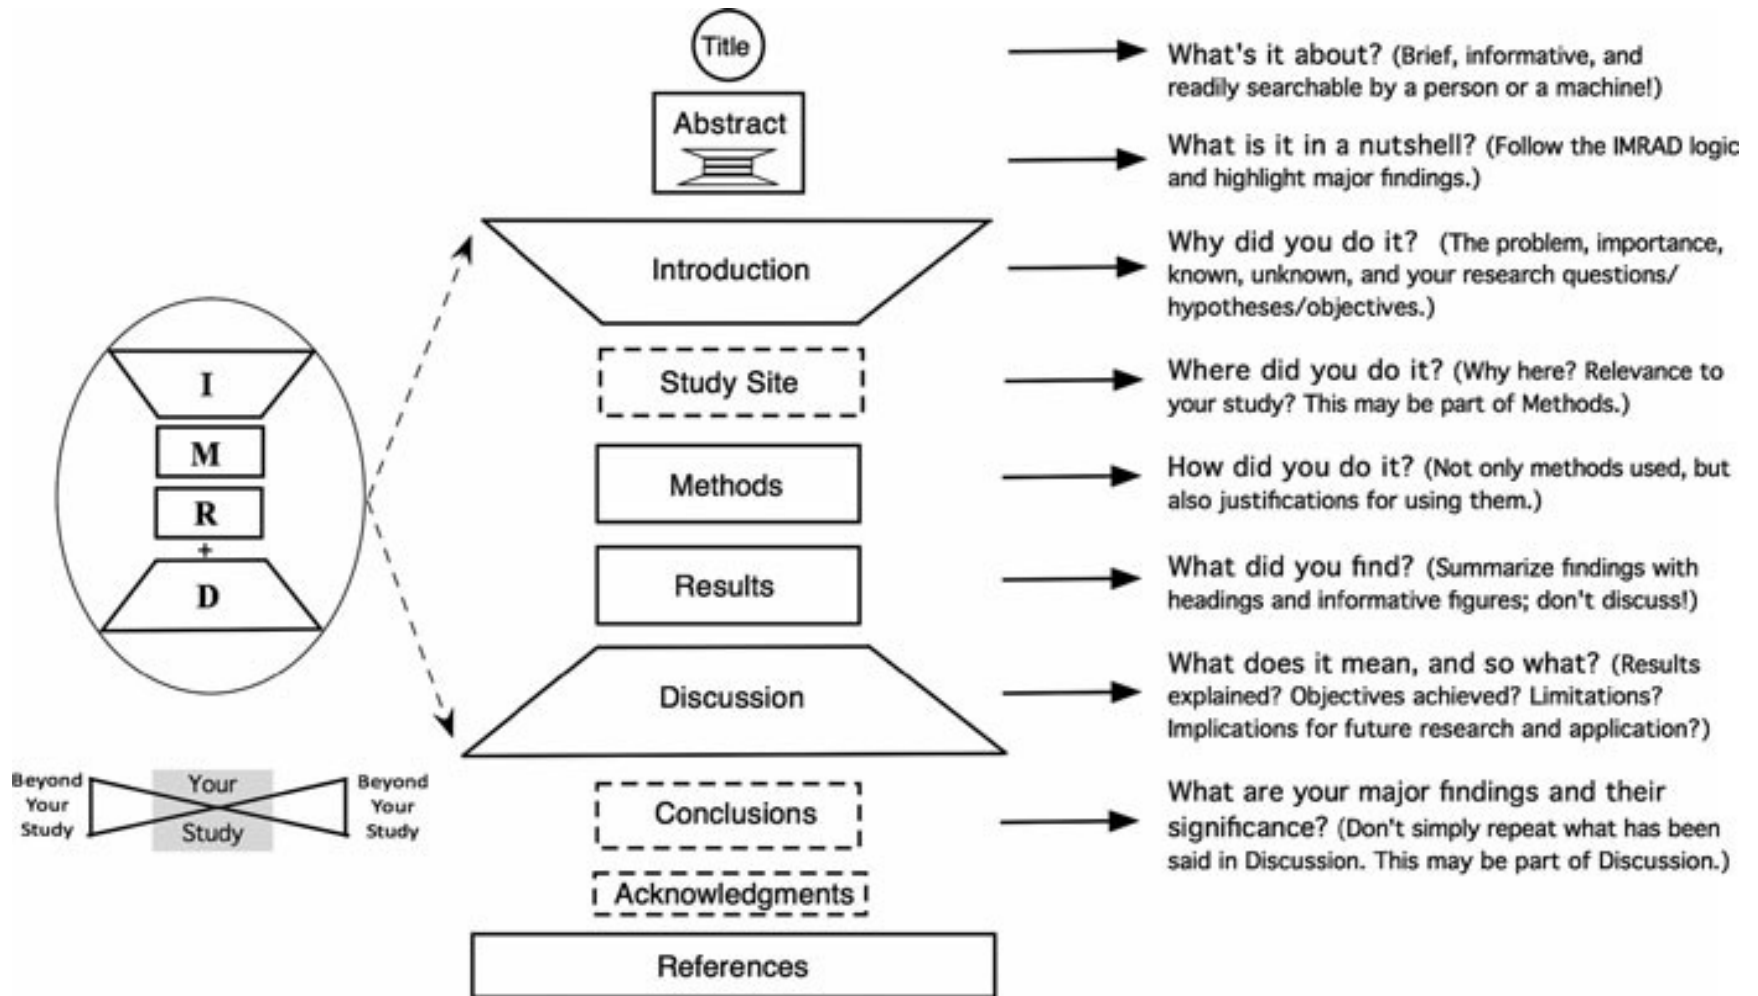 Title
What's it about? (Brief, informative, and
readily searchable by a person or a machine!)
Abstract
What is it in a nutshell? (Follow the IMRAD logic
and highlight major findings.)
Introduction
Why did you do it? (The problem, importance,
known, unknown, and your research questions/
hypotheses/objectives.)
Study Site
Where did you do it? (Why here? Relevance to
your study? This may be part of Methods.)
Methods
How did you do it? (Not only methods used, but
also justifications for using them.)
Results
What did you find? (Summarize findings with
headings and informative figures; don't discuss!)
Discussion
What does it mean, and so what? (Results
explained? Objectives achieved? Limitations?
Implications for future research and application?)
Conclusions
What are your major findings and their
significance? (Don't simply repeat what has been
said in Discussion. This may be part of Discussion.)
Acknowledgments
References
I
M
R
+
D
Beyond
Your
Study
Your
Study
Beyond
Your
Study